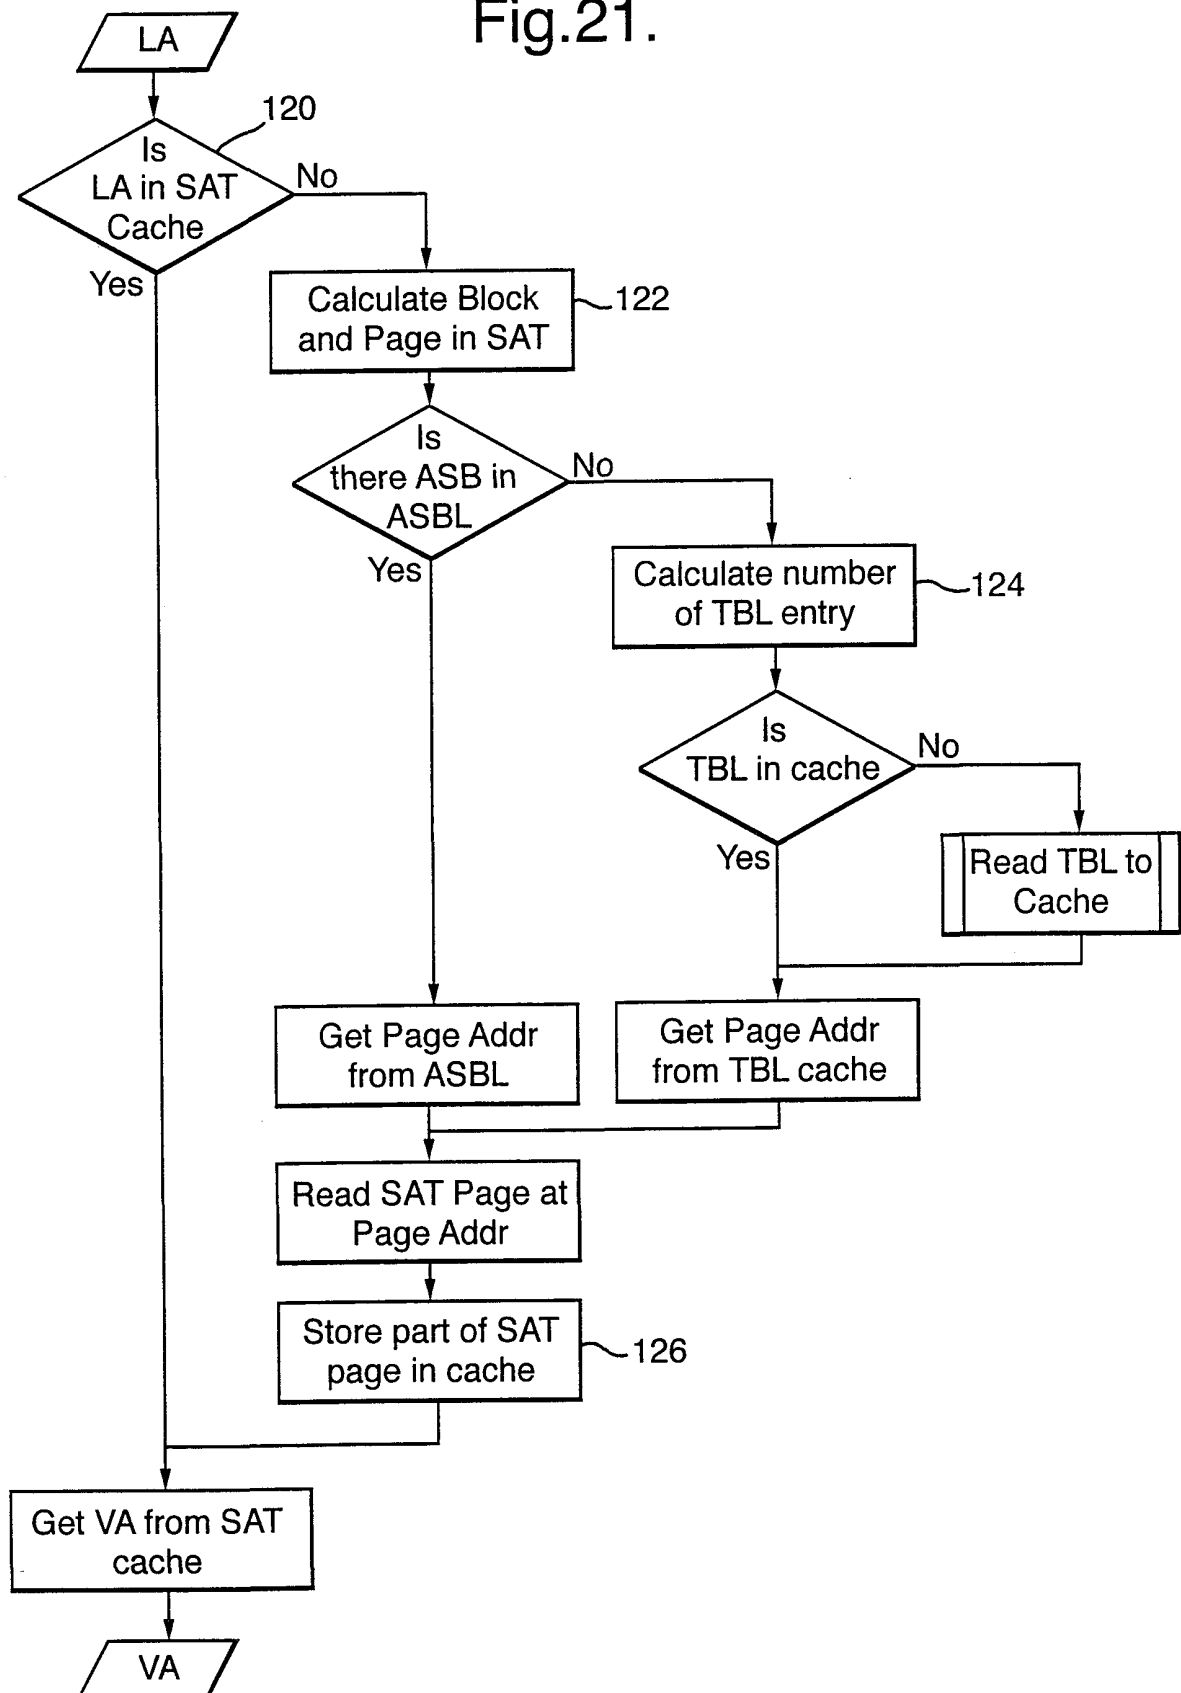 Fig.21.
LA
120
Is
LA in SAT
Cache
No
Yes
Calculate Block
and Page in SAT
122
Is
there ASB in
ASBL
No
Yes
Calculate number
of TBL entry
124
Is
TBL in cache
No
Yes
Read TBL to
Cache
Get Page Addr
from ASBL
Get Page Addr
from TBL cache
Read SAT Page at
Page Addr
Store part of SAT
page in cache
126
Get VA from SAT
cache
VA